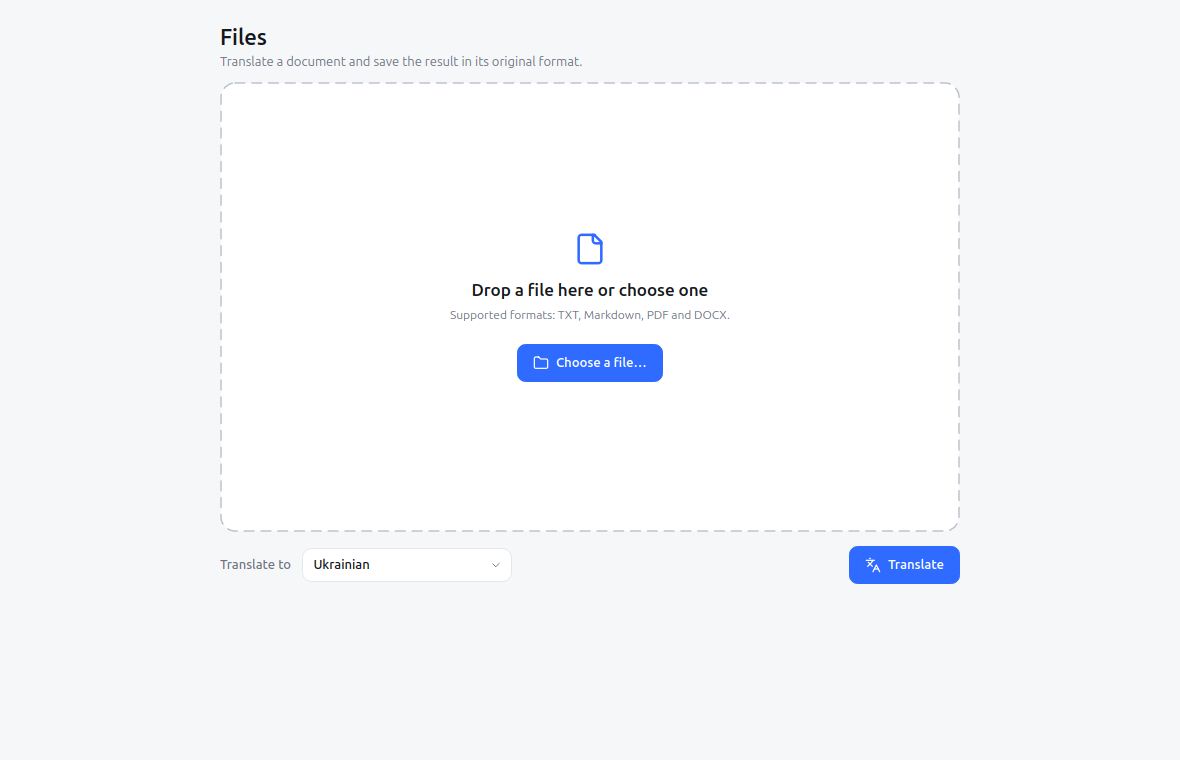 Files
Translate a document and save the result in its original format.
Drop a file here or choose one
Supported formats: TXT, Markdown, PDF and DOCX.
Choose a file…
Translate to
Ukrainian
Translate